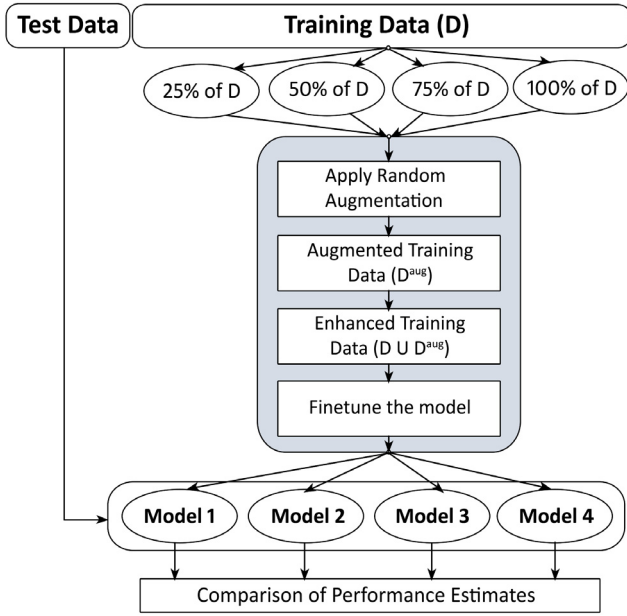 Test Data
Training Data (D)
25% of D
50% of D
75% of D
100% of D
Apply Random
Augmentation
Augmented Training
Data (Dᵃᵘᵍ)
Enhanced Training
Data (D U Dᵃᵘᵍ)
Finetune the model
Model 1
Model 2
Model 3
Model 4
Comparison of Performance Estimates